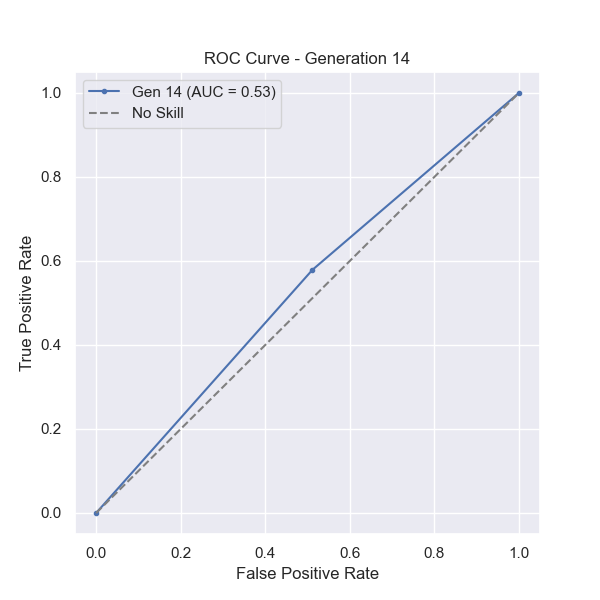 ROC Curve - Generation 14
Gen 14 (AUC = 0.53)
No Skill
1.0
0.8
0.6
0.4
0.2
0.0
True Positive Rate
0.0 0.2 0.4 0.6 0.8 1.0
False Positive Rate